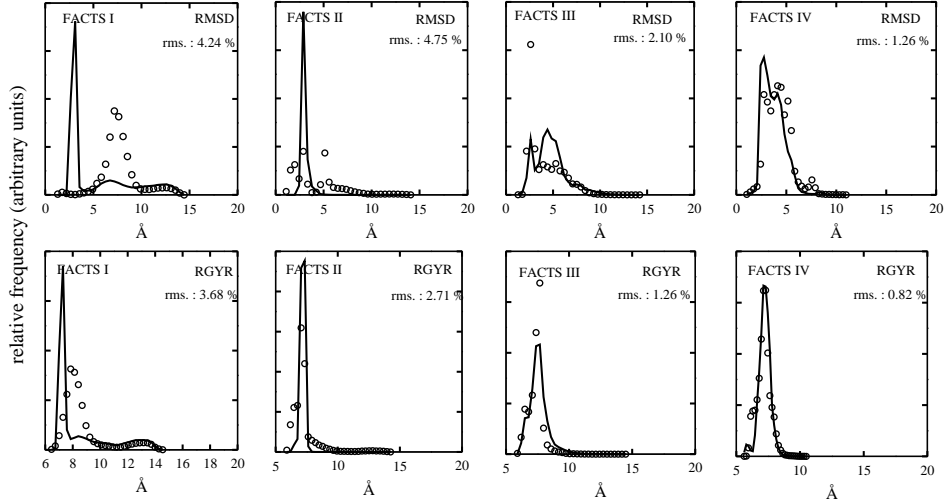 relative frequency (arbitrary units)
FACTS I
RMSD
rms. : 4.24 %
0 5 10 15 20
Å
FACTS II
RMSD
rms. : 4.75 %
0 5 10 15 20
Å
FACTS III
RMSD
rms. : 2.10 %
0 5 10 15 20
Å
FACTS IV
RMSD
rms. : 1.26 %
0 5 10 15 20
Å
FACTS I
RGYR
rms. : 3.68 %
6 8 10 12 14 16 18 20
Å
FACTS II
RGYR
rms. : 2.71 %
5 10 15 20
Å
FACTS III
RGYR
rms. : 1.26 %
5 10 15 20
Å
FACTS IV
RGYR
rms. : 0.82 %
5 10 15 20
Å